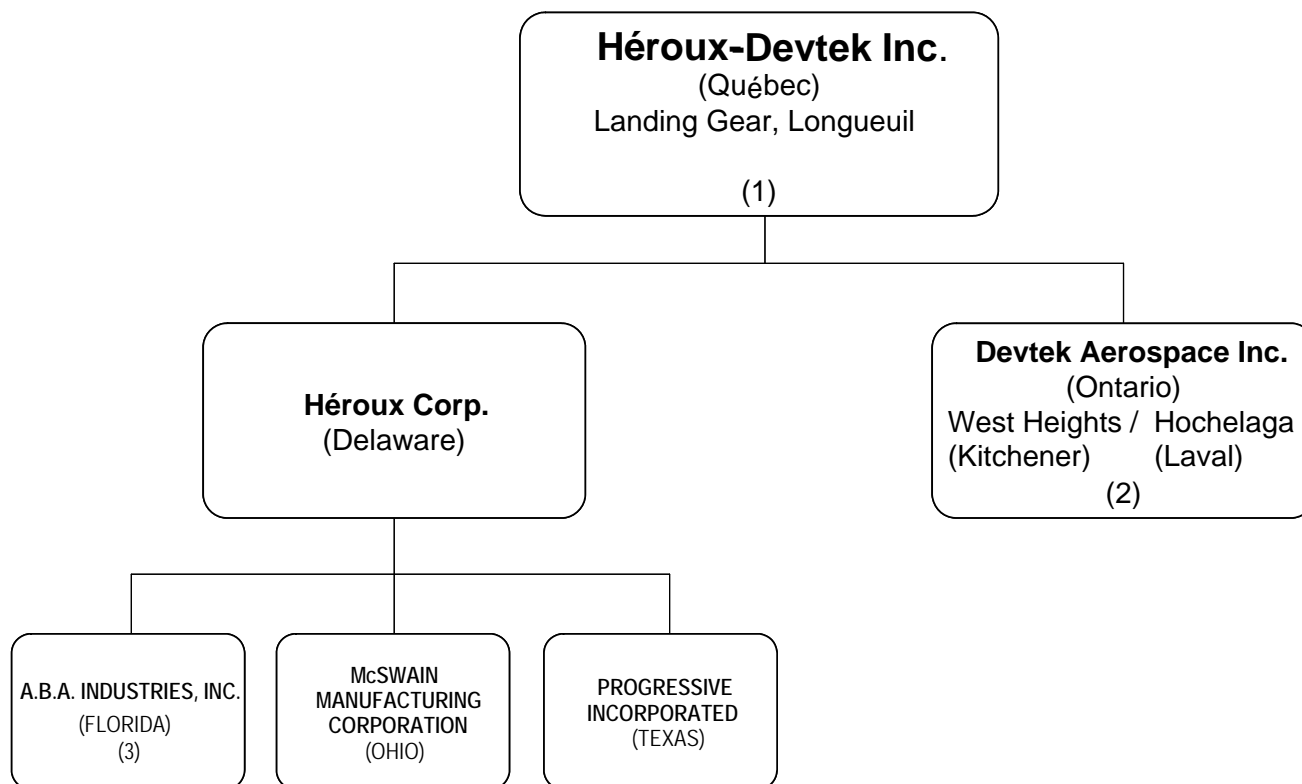 Héroux-Devtek Inc.
(Québec)
Landing Gear, Longueuil
(1)
Héroux Corp.
(Delaware)
Devtek Aerospace Inc.
(Ontario)
West Heights / Hochelaga
(Kitchener) (Laval)
(2)
A.B.A. INDUSTRIES, INC.
(FLORIDA)
(3)
McSWAIN
MANUFACTURING
CORPORATION
(OHIO)
PROGRESSIVE
INCORPORATED
(TEXAS)